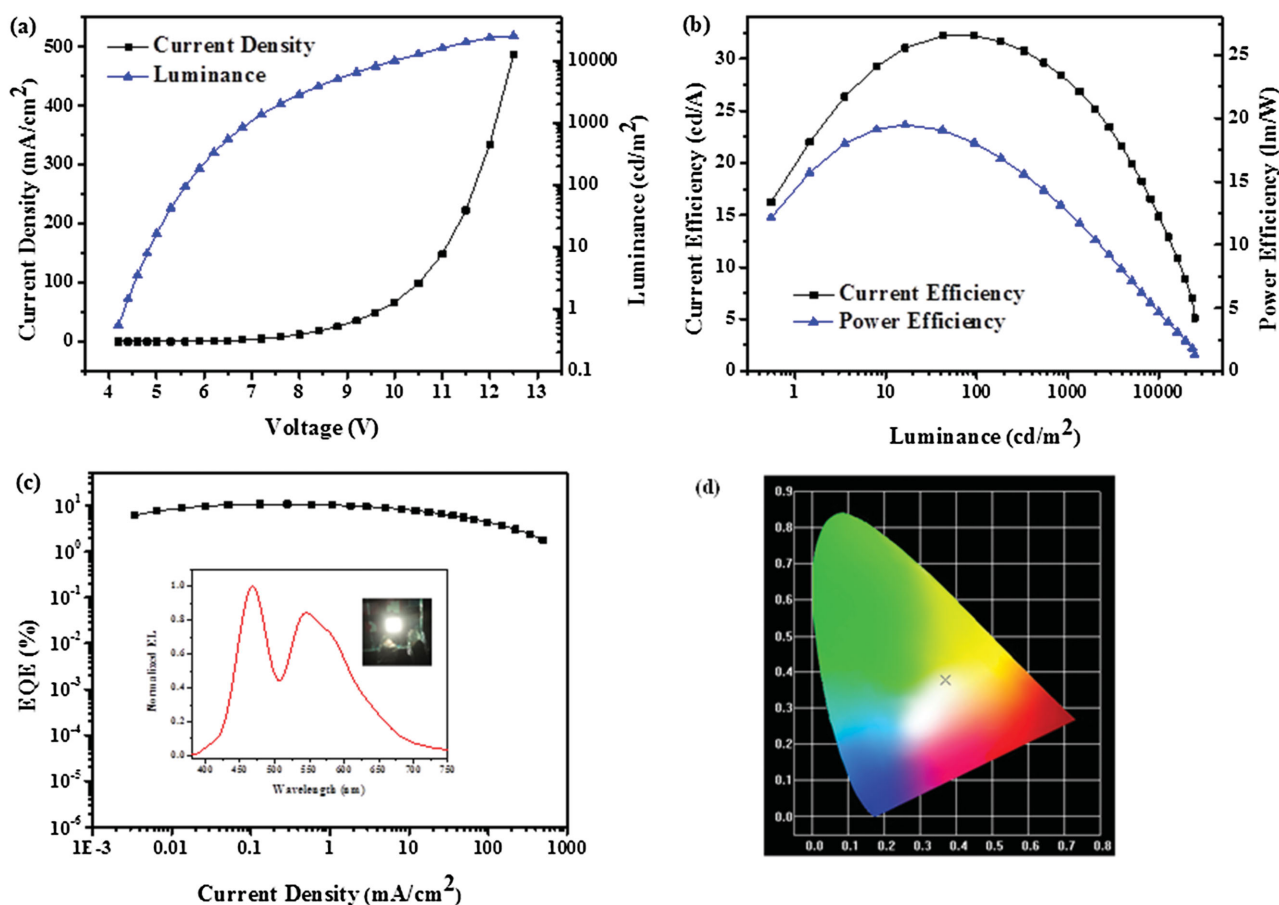 (a)
Current Density
Luminance
500
400
300
200
100
0
Current Density (mA/cm2)
10000
1000
100
10
1
0.1
Luminance (cd/m2)
4 5 6 7 8 9 10 11 12 13
Voltage (V)
(b)
30
25
20
15
10
5
0
Current Efficiency (cd/A)
Current Efficiency
Power Efficiency
25
20
15
10
5
0
Power Efficiency (lm/W)
1 10 100 1000 10000
Luminance (cd/m2)
(c)
10^1
10^0
10^-1
10^-2
10^-3
10^-4
10^-5
10^-6
EQE (%)
1.0
0.8
0.6
0.4
0.2
0.0
Normalized EL
400 450 500 550 600 650 700 750
Wavelength (nm)
1E-3 0.01 0.1 1 10 100 1000
Current Density (mA/cm2)
(d)
0.9
0.8
0.7
0.6
0.5
0.4
0.3
0.2
0.1
0.0
0.0 0.1 0.2 0.3 0.4 0.5 0.6 0.7 0.8